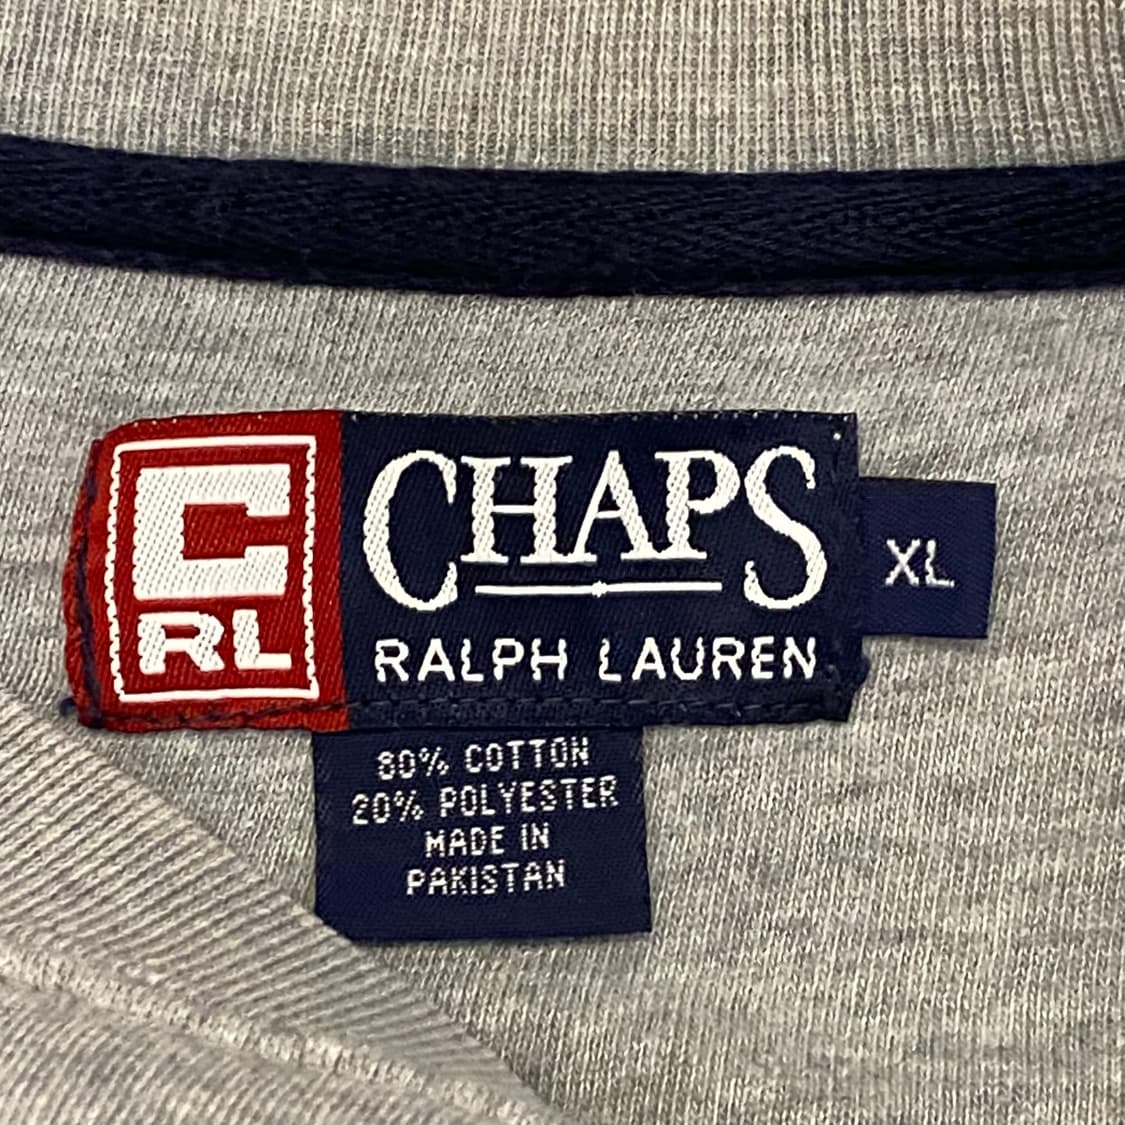 C
RL
CHAPS
RALPH LAUREN
XL
80% COTTON
20% POLYESTER
MADE IN
PAKISTAN